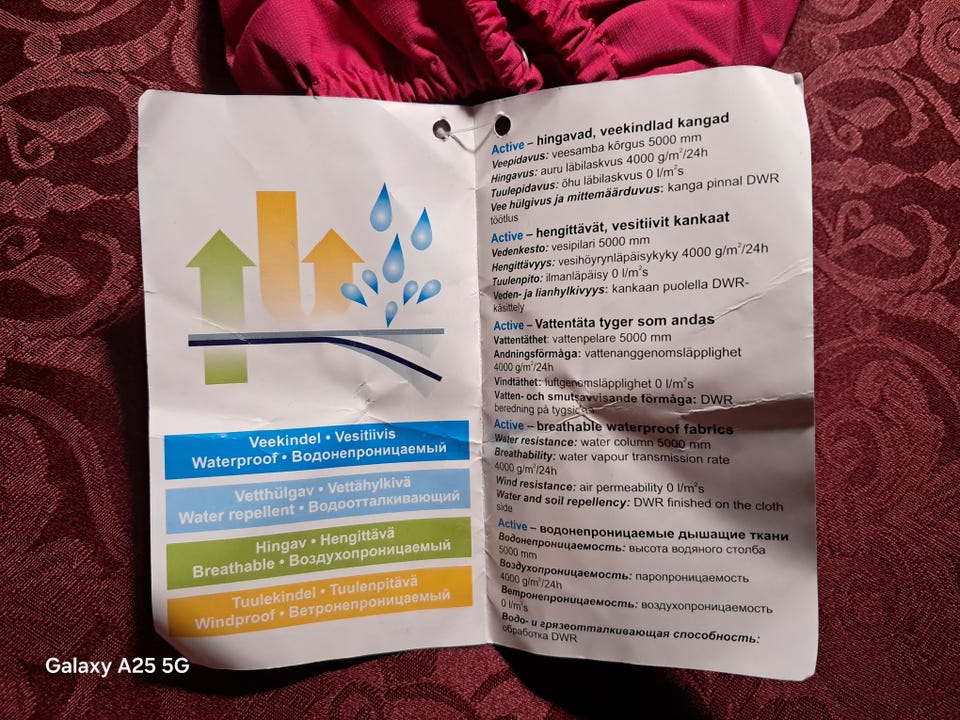 Veekindel • Vesitiivis
Waterproof • Водонепроницаемый
Vetthülgav • Vettähylkivä
Water repellent • Водоотталкивающий
Hingav • Hengittävä
Breathable • Воздухопроницаемый
Tuulekindel • Tuulenpitävä
Windproof • Ветронепроницаемый
Active – hingavad, veekindlad kangad
Veepidavus: veesamba kõrgus 5000 mm
Hingavus: auru läbilaskvus 4000 g/m²/24h
Tuulepidavus: õhu läbilaskvus 0 l/m²s
Vee hülgivus ja mittemäärduvus: kanga pinnal DWR
töötlus
Active – hengittävät, vesitiivit kankaat
Vedenkesto: vesipilari 5000 mm
Hengittävyys: vesihöyrynläpäisykyky 4000 g/m²/24h
Tuulenpito: ilmanläpäisy 0 l/m²s
Veden- ja lianhylkivyys: kankaan puolella DWR-
käsittely
Active – Vattentäta tyger som andas
Vattentäthet: vattenpelare 5000 mm
Andningsförmåga: vattenanggenomsläpplighet
4000 g/m²/24h
Vindtäthet: luftgenomsläpplighet 0 l/m²s
Vatten- och smutsavvisande förmåga: DWR
beredning på tygsidan
Active – breathable waterproof fabrics
Water resistance: water column 5000 mm
Breathability: water vapour transmission rate
4000 g/m²/24h
Wind resistance: air permeability 0 l/m²s
Water and soil repellency: DWR finished on the cloth
side
Active – водонепроницаемые дышащие ткани
Водонепроницаемость: высота водяного столба
5000 mm
Воздухопроницаемость: паропроницаемость
4000 g/m²/24h
Ветронепроницаемость: воздухопроницаемость
0 l/m²s
Водо- и грязеотталкивающая способность:
обработка DWR
Galaxy A25 5G